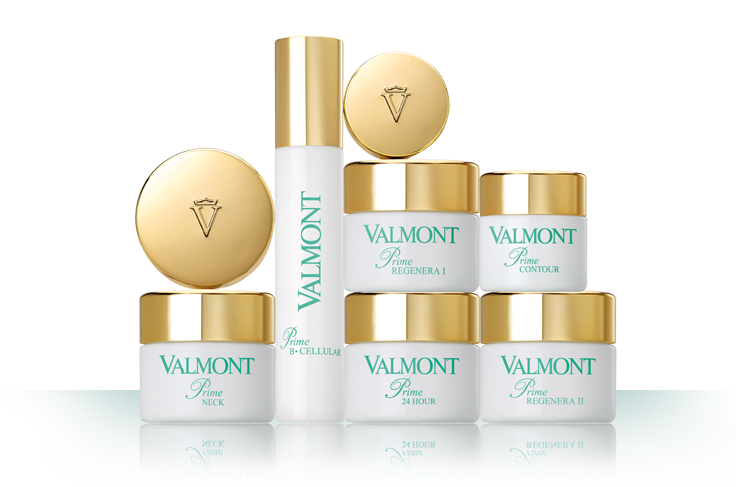 V
V
VALMONT
Prime
B • CELLULAR
VALMONT
Prime
REGENERA I
VALMONT
Prime
CONTOUR
VALMONT
Prime
NECK
VALMONT
Prime
24 HOUR
VALMONT
Prime
REGENERA II